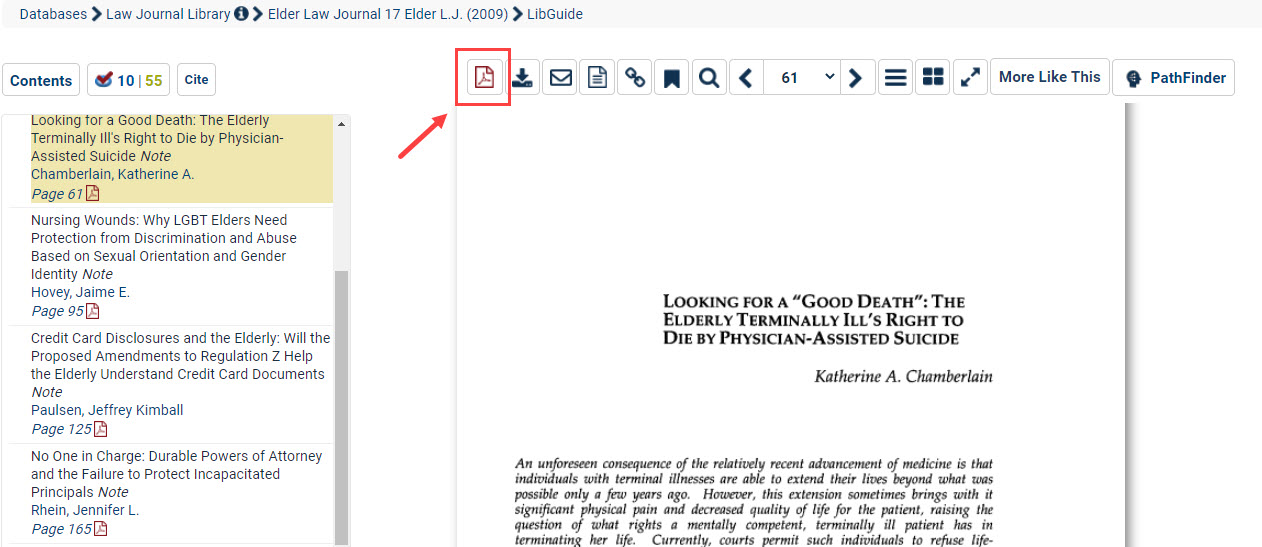 Databases Law Journal Library Elder Law Journal 17 Elder L.J. (2009) LibGuide
Contents 10 | 55 Cite
61 More Like This PathFinder
Looking for a Good Death: The Elderly
Terminally Ill's Right to Die by Physician-
Assisted Suicide Note
Chamberlain, Katherine A.
Page 61
Nursing Wounds: Why LGBT Elders Need
Protection from Discrimination and Abuse
Based on Sexual Orientation and Gender
Identity Note
Hovey, Jaime E.
Page 95
Credit Card Disclosures and the Elderly: Will the
Proposed Amendments to Regulation Z Help
the Elderly Understand Credit Card Documents
Note
Paulsen, Jeffrey Kimball
Page 125
No One in Charge: Durable Powers of Attorney
and the Failure to Protect Incapacitated
Principals Note
Rhein, Jennifer L.
Page 165
LOOKING FOR A “GOOD DEATH”: THE
ELDERLY TERMINALLY ILL’S RIGHT TO
DIE BY PHYSICIAN-ASSISTED SUICIDE
Katherine A. Chamberlain
An unforeseen consequence of the relatively recent advancement of medicine is that
individuals with terminal illnesses are able to extend their lives beyond what was
possible only a few years ago. However, this extension sometimes brings with it
significant physical pain and decreased quality of life for the patient, raising the
question of what rights a mentally competent, terminally ill patient has in
terminating her life. Currently, courts permit such individuals to refuse life-